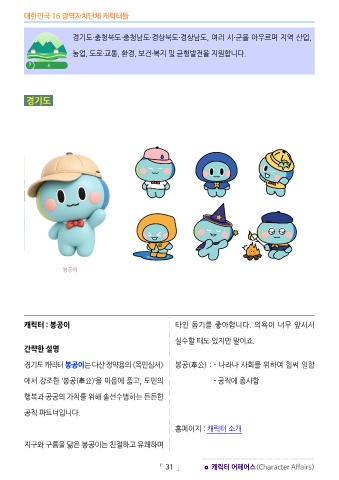 대한민국 16 광역자치단체 캐릭터들
경기도·충청북도·충청남도·경상북도·경상남도, 여러 시·군을 아우르며 지역 산업,
농업, 도로·교통, 환경, 보건·복지 및 균형발전을 지원합니다.
경기도
봉공이
캐릭터 : 봉공이
간략한 설명
경기도 캐릭터 봉공이는 다산 정약용의 <목민심서>
에서 강조한 '봉공(奉公)'을 마음에 품고, 도민의
행복과 공공의 가치를 위해 솔선수범하는 든든한
공직 파트너입니다.
지구와 구름을 닮은 봉공이는 친절하고 유쾌하며
타인 돕기를 좋아합니다. 의욕이 너무 앞서서
실수할 때도 있지만 말이죠.
봉공(奉公) : - 나라나 사회를 위하여 힘써 일함
- 공직에 종사함
홈페이지 : 캐릭터 소개
「 31 」
캐릭터 어페어스(Character Affairs)